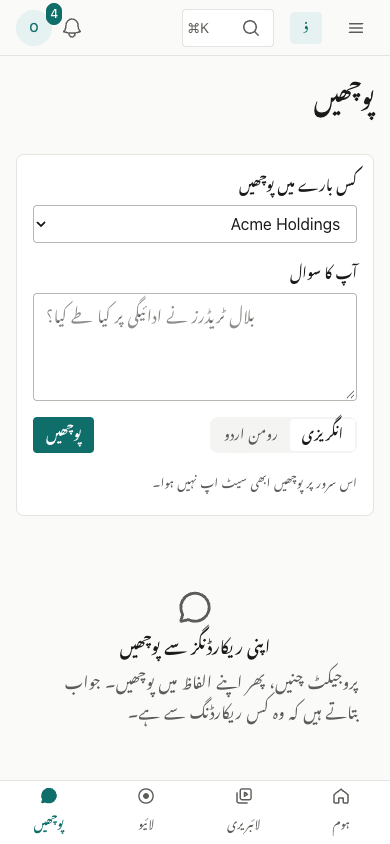 ذ
⌘K
4
O
پوچھیں
کس بارے میں پوچھیں
Acme Holdings
آپ کا سوال
بلال ٹریڈرز نے ادائیگی پر کیا طے کیا؟
انگریزی
رومن اردو
پوچھیں
اس سرور پر پوچھیں ابھی سیٹ اپ نہیں ہوا۔
اپنی ریکارڈنگز سے پوچھیں
پروجیکٹ چنیں، پھر اپنے الفاظ میں پوچھیں۔ جواب
بتاتے ہیں کہ وہ کس ریکارڈنگ سے ہے۔
ہوم
لائبریری
لائیو
پوچھیں